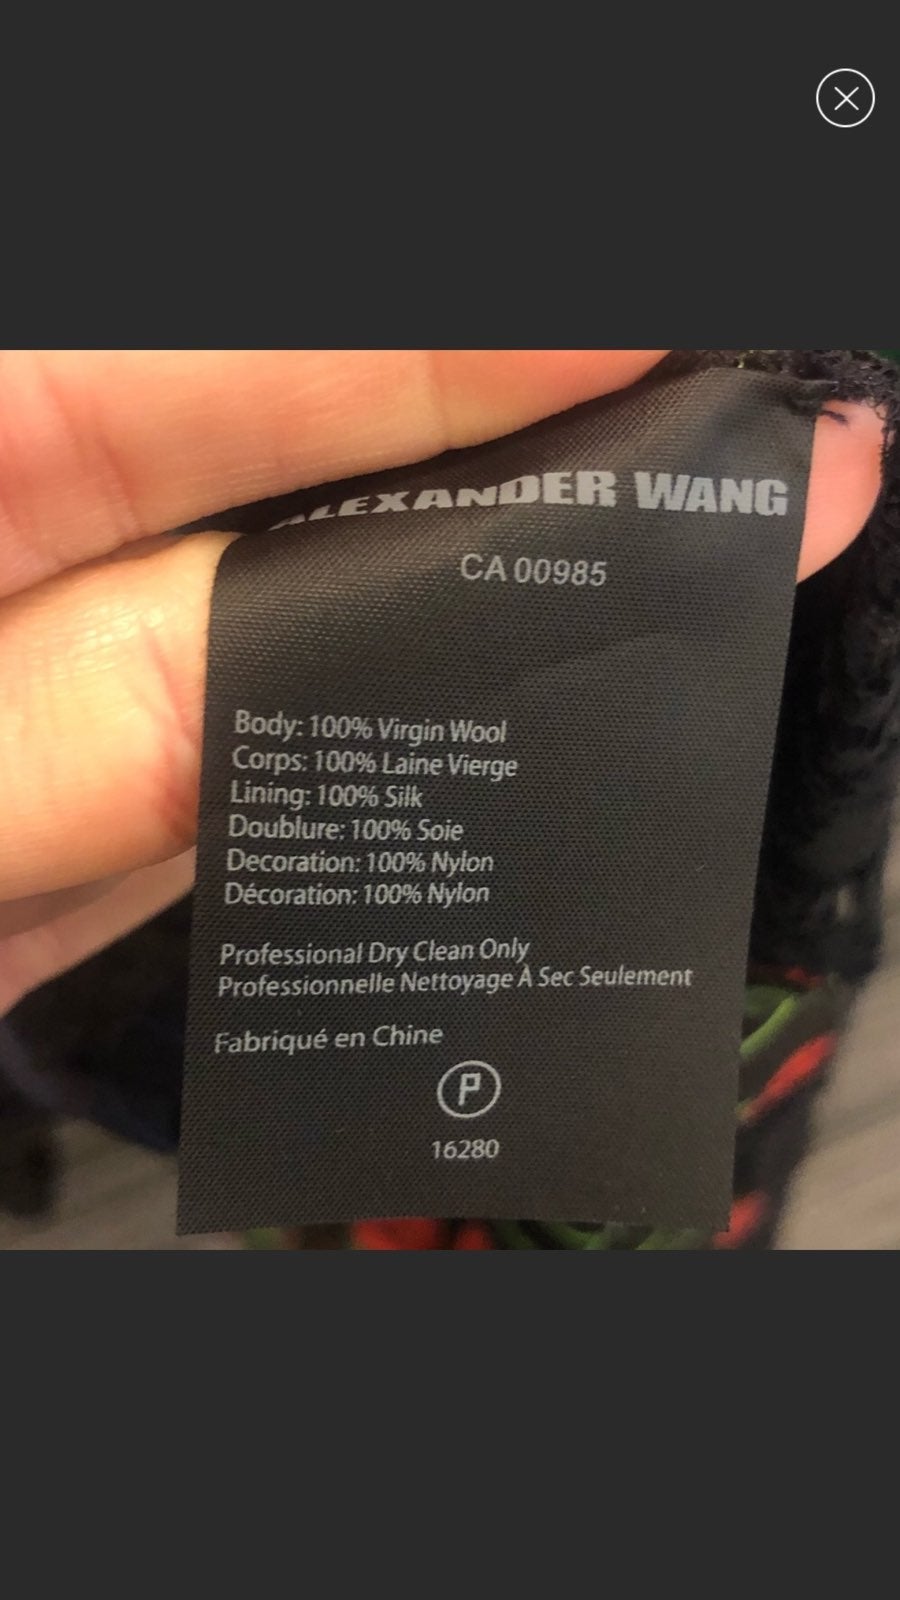 ALEXANDER WANG
CA 00985
Body: 100% Virgin Wool
Corps: 100% Laine Vierge
Lining: 100% Silk
Doublure: 100% Soie
Decoration: 100% Nylon
Décoration: 100% Nylon
Professional Dry Clean Only
Professionnelle Nettoyage À Sec Seulement
Fabriqué en Chine
P
16280